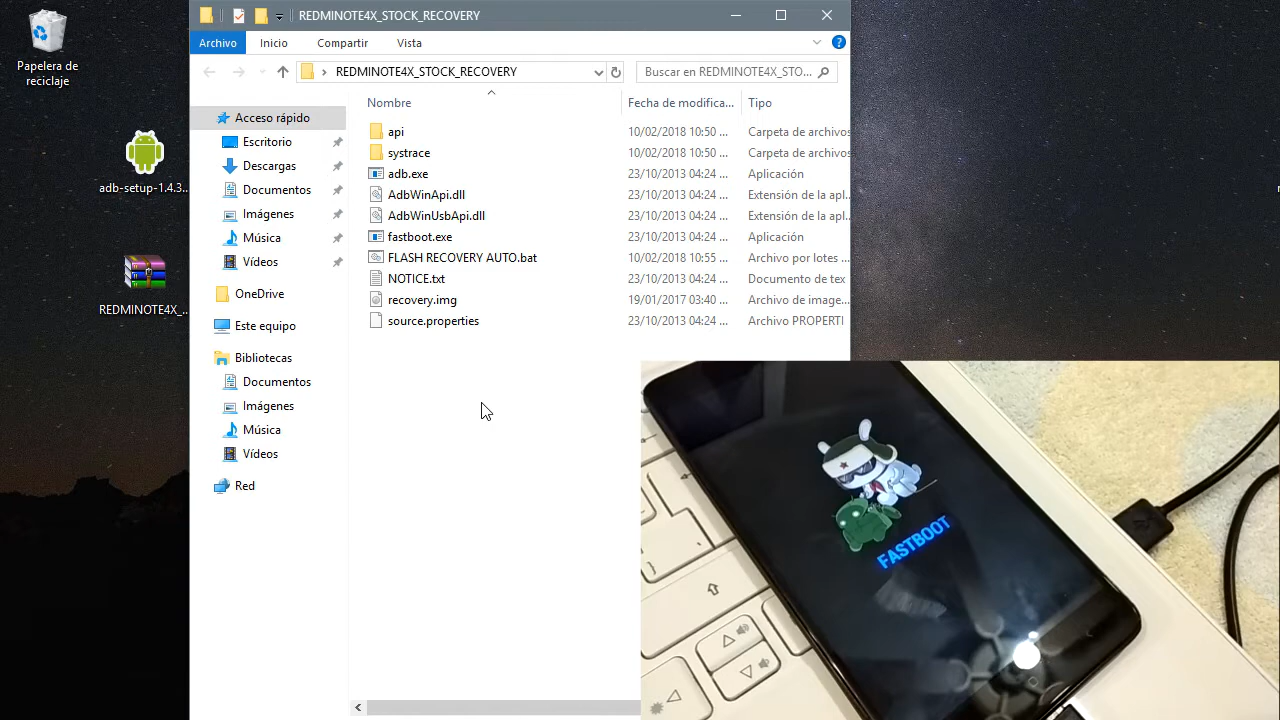 REDMINOTE4X_STOCK_RECOVERY
Archivo Inicio Compartir Vista
REDMINOTE4X_STOCK_RECOVERY
Buscar en REDMINOTE4X_STO...
Papelera de
reciclaje
adb-setup-1.4.3...
REDMINOTE4X_...
Acceso rápido
Escritorio
Descargas
Documentos
Imágenes
Música
Vídeos
OneDrive
Este equipo
Bibliotecas
Documentos
Imágenes
Música
Vídeos
Red
Nombre Fecha de modifica... Tipo
api 10/02/2018 10:50 ... Carpeta de archivos
systrace 10/02/2018 10:50 ... Carpeta de archivos
adb.exe 23/10/2013 04:24 ... Aplicación
AdbWinApi.dll 23/10/2013 04:24 ... Extensión de la apl...
AdbWinUsbApi.dll 23/10/2013 04:24 ... Extensión de la apl...
fastboot.exe 23/10/2013 04:24 ... Aplicación
FLASH RECOVERY AUTO.bat 10/02/2018 10:55 ... Archivo por lotes
NOTICE.txt 23/10/2013 04:24 ... Documento de tex
recovery.img 19/01/2017 03:40 ... Archivo de image...
source.properties 23/10/2013 04:24 ... Archivo PROPERTI
FASTBOOT